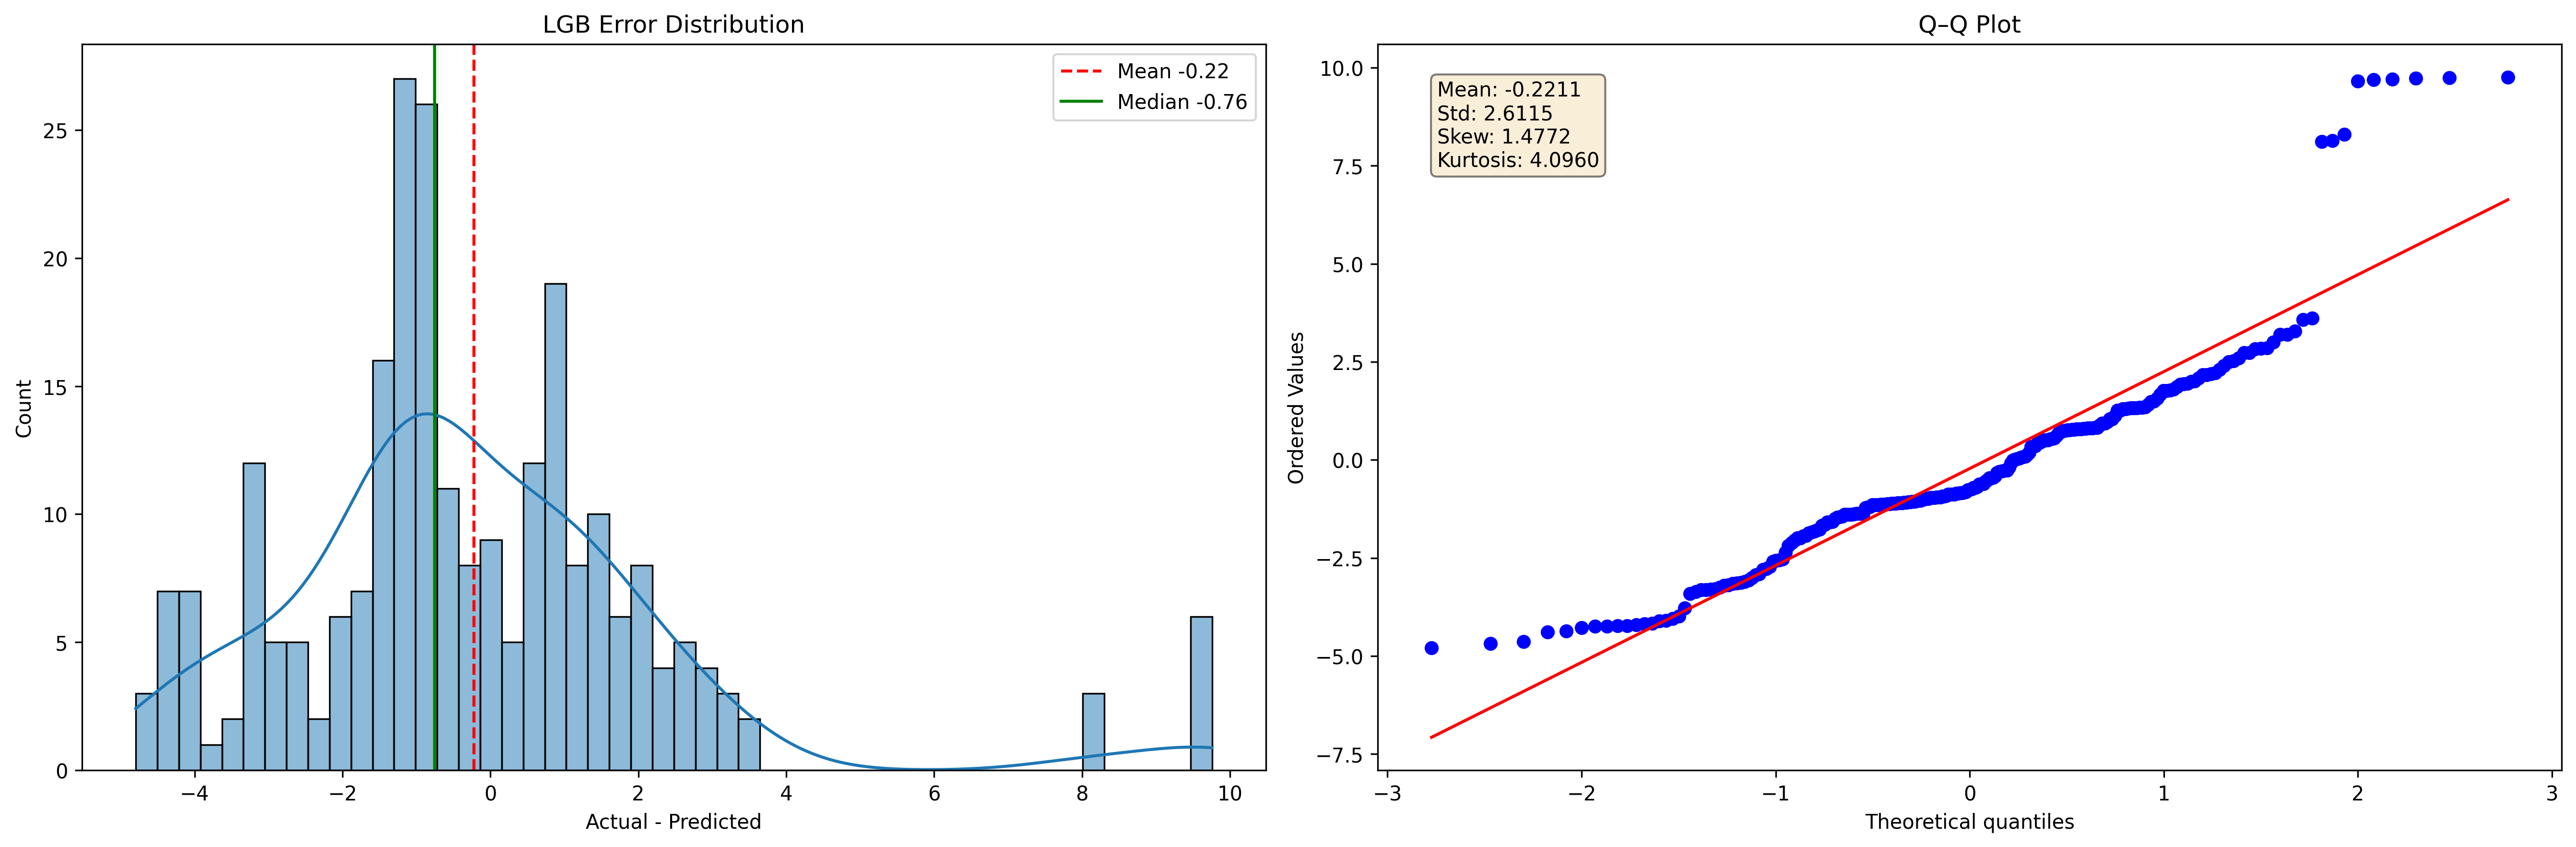 LGB Error Distribution
Mean -0.22
Median -0.76
Count
25
20
15
10
5
0
−4
−2
0
2
4
6
8
10
Actual - Predicted
Q–Q Plot
Mean: -0.2211
Std: 2.6115
Skew: 1.4772
Kurtosis: 4.0960
Ordered Values
10.0
7.5
5.0
2.5
0.0
−2.5
−5.0
−7.5
−3
−2
−1
0
1
2
3
Theoretical quantiles